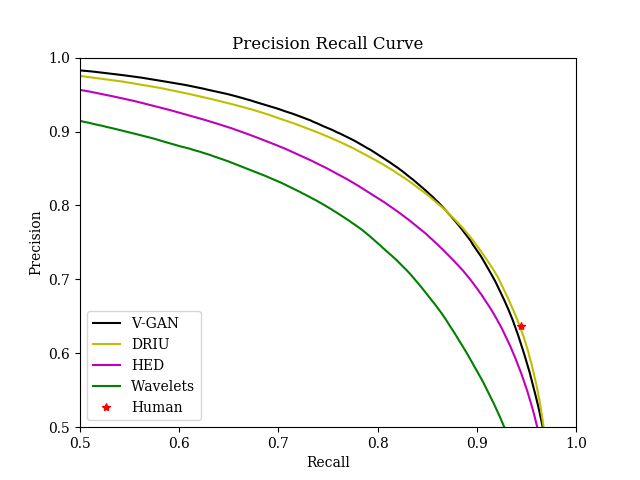 Precision Recall Curve
1.0
0.9
0.8
0.7
0.6
0.5
Precision
V-GAN
DRIU
HED
Wavelets
Human
0.5 0.6 0.7 0.8 0.9 1.0
Recall